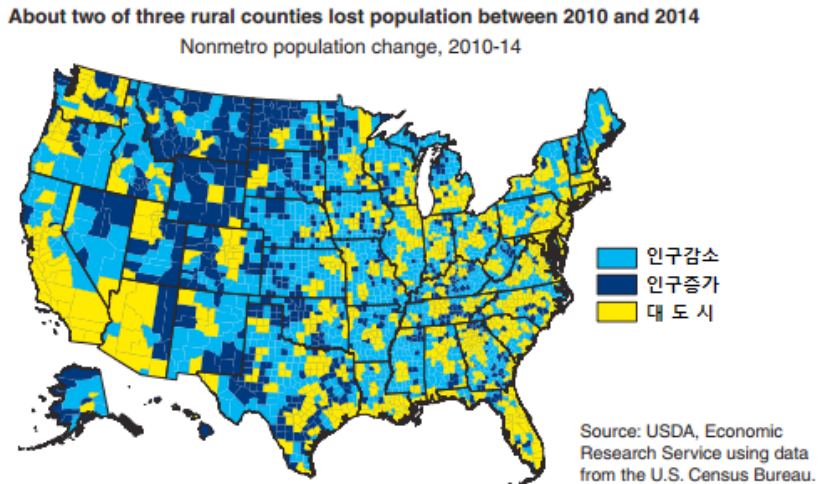 About two of three rural counties lost population between 2010 and 2014
Nonmetro population change, 2010-14
인구감소
인구증가
대 도 시
Source: USDA, Economic
Research Service using data
from the U.S. Census Bureau.